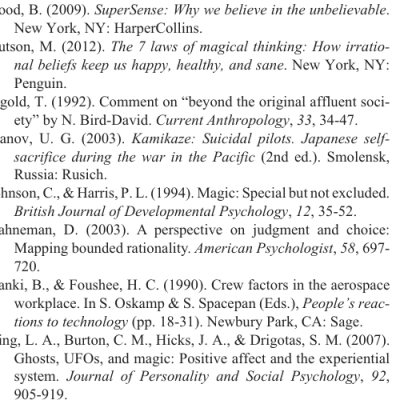 ood, B. (2009). SuperSense: Why we believe in the unbelievable.
New York, NY: HarperCollins.
utson, M. (2012). The 7 laws of magical thinking: How irratio-
nal beliefs keep us happy, healthy, and sane. New York, NY:
Penguin.
gold, T. (1992). Comment on “beyond the original affluent soci-
ety” by N. Bird-David. Current Anthropology, 33, 34-47.
anov, U. G. (2003). Kamikaze: Suicidal pilots. Japanese self-
sacrifice during the war in the Pacific (2nd ed.). Smolensk,
Russia: Rusich.
hnson, C., & Harris, P. L. (1994). Magic: Special but not excluded.
British Journal of Developmental Psychology, 12, 35-52.
ahneman, D. (2003). A perspective on judgment and choice:
Mapping bounded rationality. American Psychologist, 58, 697-
720.
anki, B., & Foushee, H. C. (1990). Crew factors in the aerospace
workplace. In S. Oskamp & S. Spacepan (Eds.), People’s reac-
tions to technology (pp. 18-31). Newbury Park, CA: Sage.
ing, L. A., Burton, C. M., Hicks, J. A., & Drigotas, S. M. (2007).
Ghosts, UFOs, and magic: Positive affect and the experiential
system. Journal of Personality and Social Psychology, 92,
905-919.